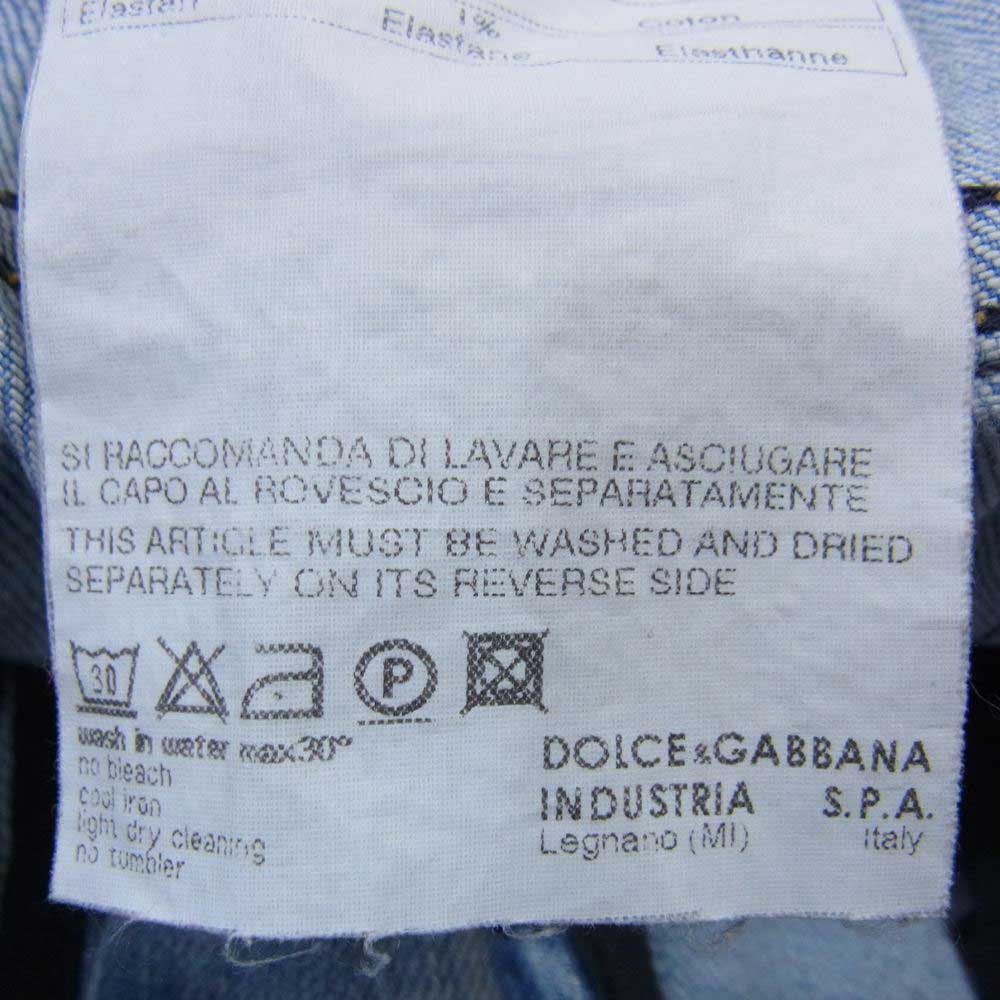 Elastan 1% Coton
Elastane Elasthanne
SI RACCOMANDA DI LAVARE E ASCIUGARE
IL CAPO AL ROVESCIO E SEPARATAMENTE
THIS ARTICLE MUST BE WASHED AND DRIED
SEPARATELY ON ITS REVERSE SIDE
30 P
wash in water max30°
no bleach
cool iron
light dry cleaning
no tumbler
DOLCE&GABBANA
INDUSTRIA S.P.A.
Legnano (MI) Italy